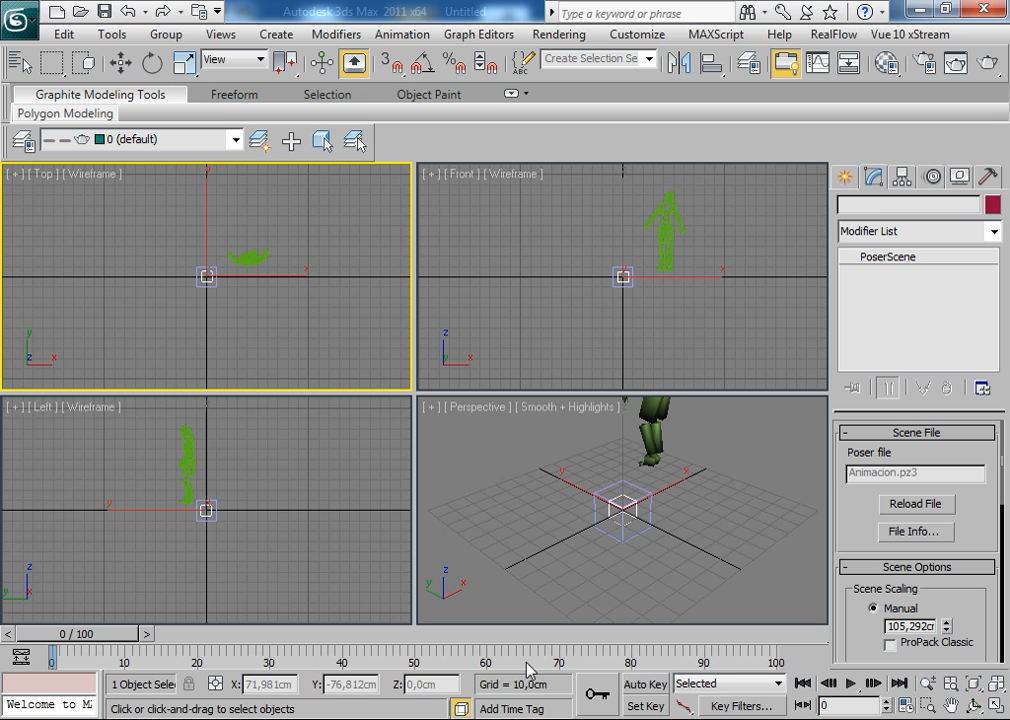 Autodesk 3ds Max 2011 x64 Untitled
Type a keyword or phrase
Edit Tools Group Views Create Modifiers Animation Graph Editors Rendering Customize MAXScript Help RealFlow Vue 10 xStream
View
3
Create Selection Se
Graphite Modeling Tools Freeform Selection Object Paint
Polygon Modeling
0 (default)
[ + ] [ Top ] [ Wireframe ]
y
x
y
z x
[ + ] [ Front ] [ Wireframe ]
x
z
y x
[ + ] [ Left ] [ Wireframe ]
y
z
y x
[ + ] [ Perspective ] [ Smooth + Highlights ]
y x
z
y x
Modifier List
PoserScene
- Scene File
Poser file
Animacion.pz3
Reload File
File Info...
- Scene Options
Scene Scaling
Manual
105,292cr
ProPack Classic
< 0 / 100 >
0 10 20 30 40 50 60 70 80 90 100
1 Object Sele X: 71,981cm Y: -76,812cm Z: 0,0cm Grid = 10,0cm
Auto Key Selected
Welcome to M
Click or click-and-drag to select objects
Add Time Tag
Set Key Key Filters... 0